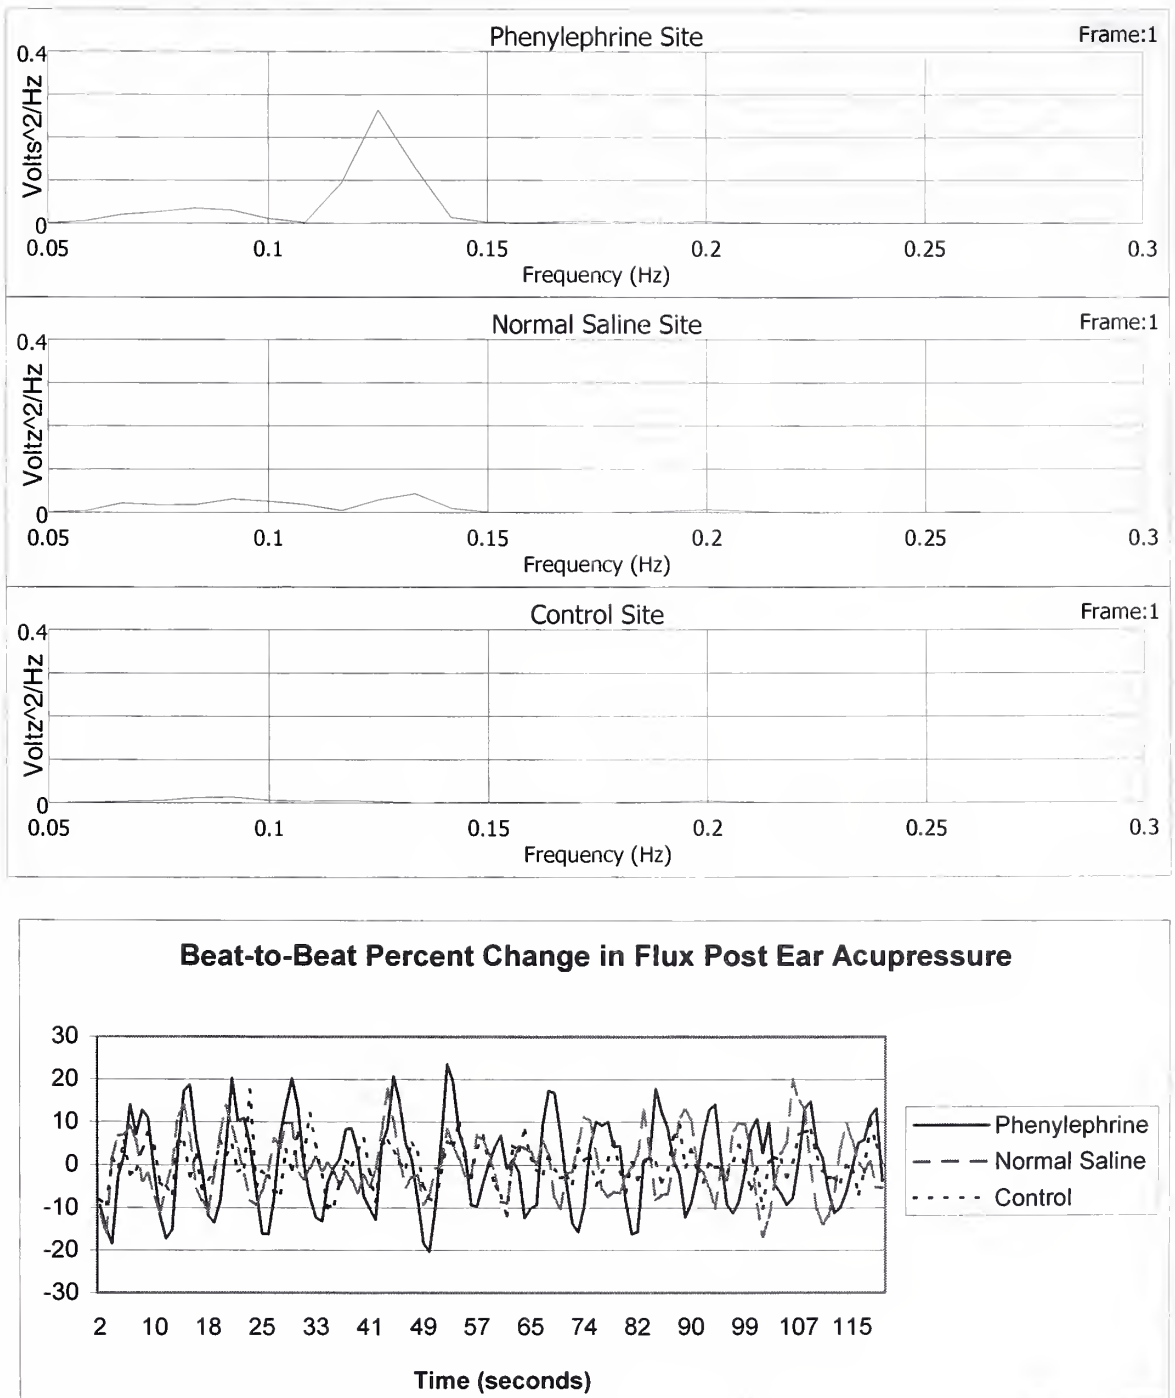 Phenylephrine Site
Frame:1
0.4
Volts^2/Hz
0
0.05 0.1 0.15 0.2 0.25 0.3
Frequency (Hz)
Normal Saline Site
Frame:1
0.4
Voltz^2/Hz
0
0.05 0.1 0.15 0.2 0.25 0.3
Frequency (Hz)
Control Site
Frame:1
0.4
Voltz^2/Hz
0
0.05 0.1 0.15 0.2 0.25 0.3
Frequency (Hz)
Beat-to-Beat Percent Change in Flux Post Ear Acupressure
30
20
10
0
-10
-20
-30
2 10 18 25 33 41 49 57 65 74 82 90 99 107 115
Time (seconds)
Phenylephrine
Normal Saline
Control